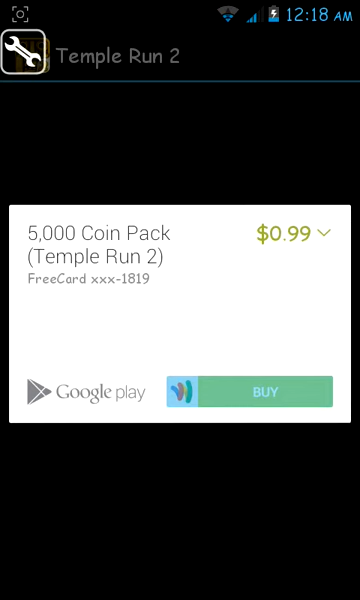 12:18 AM
Temple Run 2
5,000 Coin Pack
(Temple Run 2)
$0.99
FreeCard xxx-1819
Google play
BUY